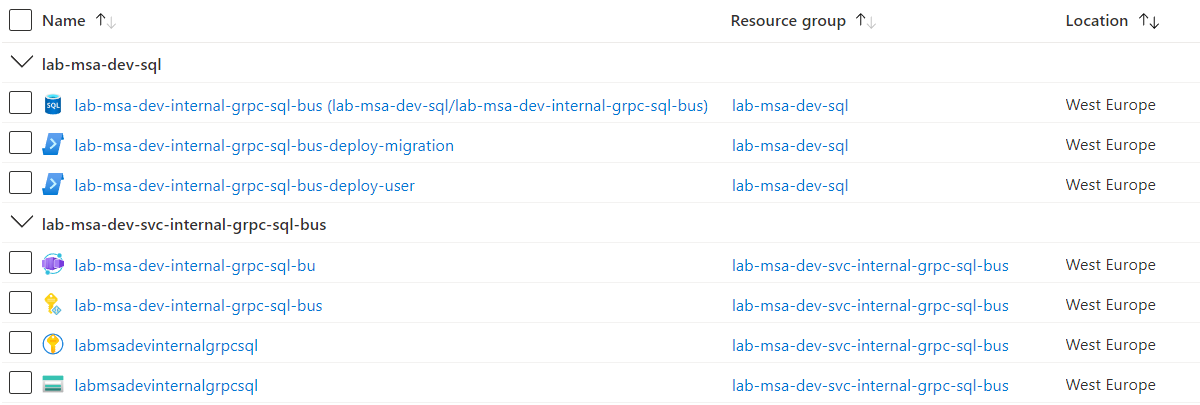 Name Resource group Location
lab-msa-dev-sql
SQL lab-msa-dev-internal-grpc-sql-bus (lab-msa-dev-sql/lab-msa-dev-internal-grpc-sql-bus) lab-msa-dev-sql West Europe
lab-msa-dev-internal-grpc-sql-bus-deploy-migration lab-msa-dev-sql West Europe
lab-msa-dev-internal-grpc-sql-bus-deploy-user lab-msa-dev-sql West Europe
lab-msa-dev-svc-internal-grpc-sql-bus
lab-msa-dev-internal-grpc-sql-bu lab-msa-dev-svc-internal-grpc-sql-bus West Europe
lab-msa-dev-internal-grpc-sql-bus lab-msa-dev-svc-internal-grpc-sql-bus West Europe
labmsadevinternalgrpcsql lab-msa-dev-svc-internal-grpc-sql-bus West Europe
labmsadevinternalgrpcsql lab-msa-dev-svc-internal-grpc-sql-bus West Europe